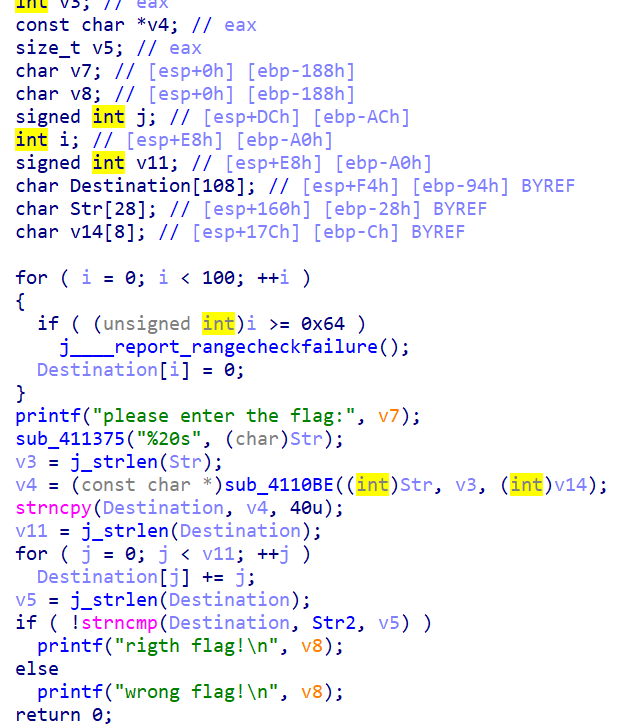 int v3; // eax
const char *v4; // eax
size_t v5; // eax
char v7; // [esp+0h] [ebp-188h]
char v8; // [esp+0h] [ebp-188h]
signed int j; // [esp+DCh] [ebp-ACh]
int i; // [esp+E8h] [ebp-A0h]
signed int v11; // [esp+E8h] [ebp-A0h]
char Destination[108]; // [esp+F4h] [ebp-94h] BYREF
char Str[28]; // [esp+160h] [ebp-28h] BYREF
char v14[8]; // [esp+17Ch] [ebp-Ch] BYREF
for ( i = 0; i < 100; ++i )
{
if ( (unsigned int)i >= 0x64 )
j____report_rangecheckfailure();
Destination[i] = 0;
}
printf("please enter the flag:", v7);
sub_411375("%20s", (char)Str);
v3 = j_strlen(Str);
v4 = (const char *)sub_4110BE((int)Str, v3, (int)v14);
strncpy(Destination, v4, 40u);
v11 = j_strlen(Destination);
for ( j = 0; j < v11; ++j )
Destination[j] += j;
v5 = j_strlen(Destination);
if ( !strncmp(Destination, Str2, v5) )
printf("rigth flag!\n", v8);
else
printf("wrong flag!\n", v8);
return 0;